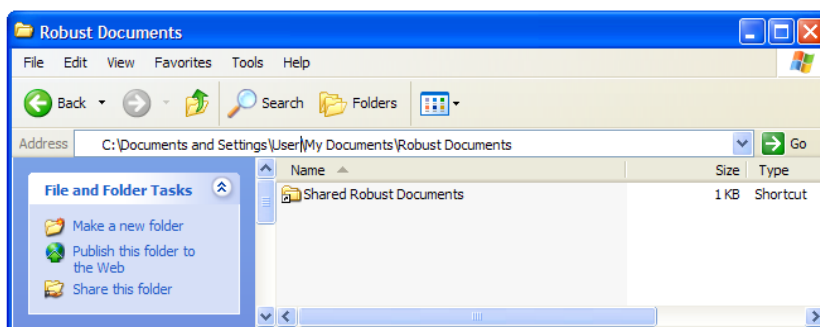 Robust Documents
File Edit View Favorites Tools Help
Back Search Folders
Address C:\Documents and Settings\User\My Documents\Robust Documents Go
Name Size Type
File and Folder Tasks
Shared Robust Documents 1 KB Shortcut
Make a new folder
Publish this folder to
the Web
Share this folder